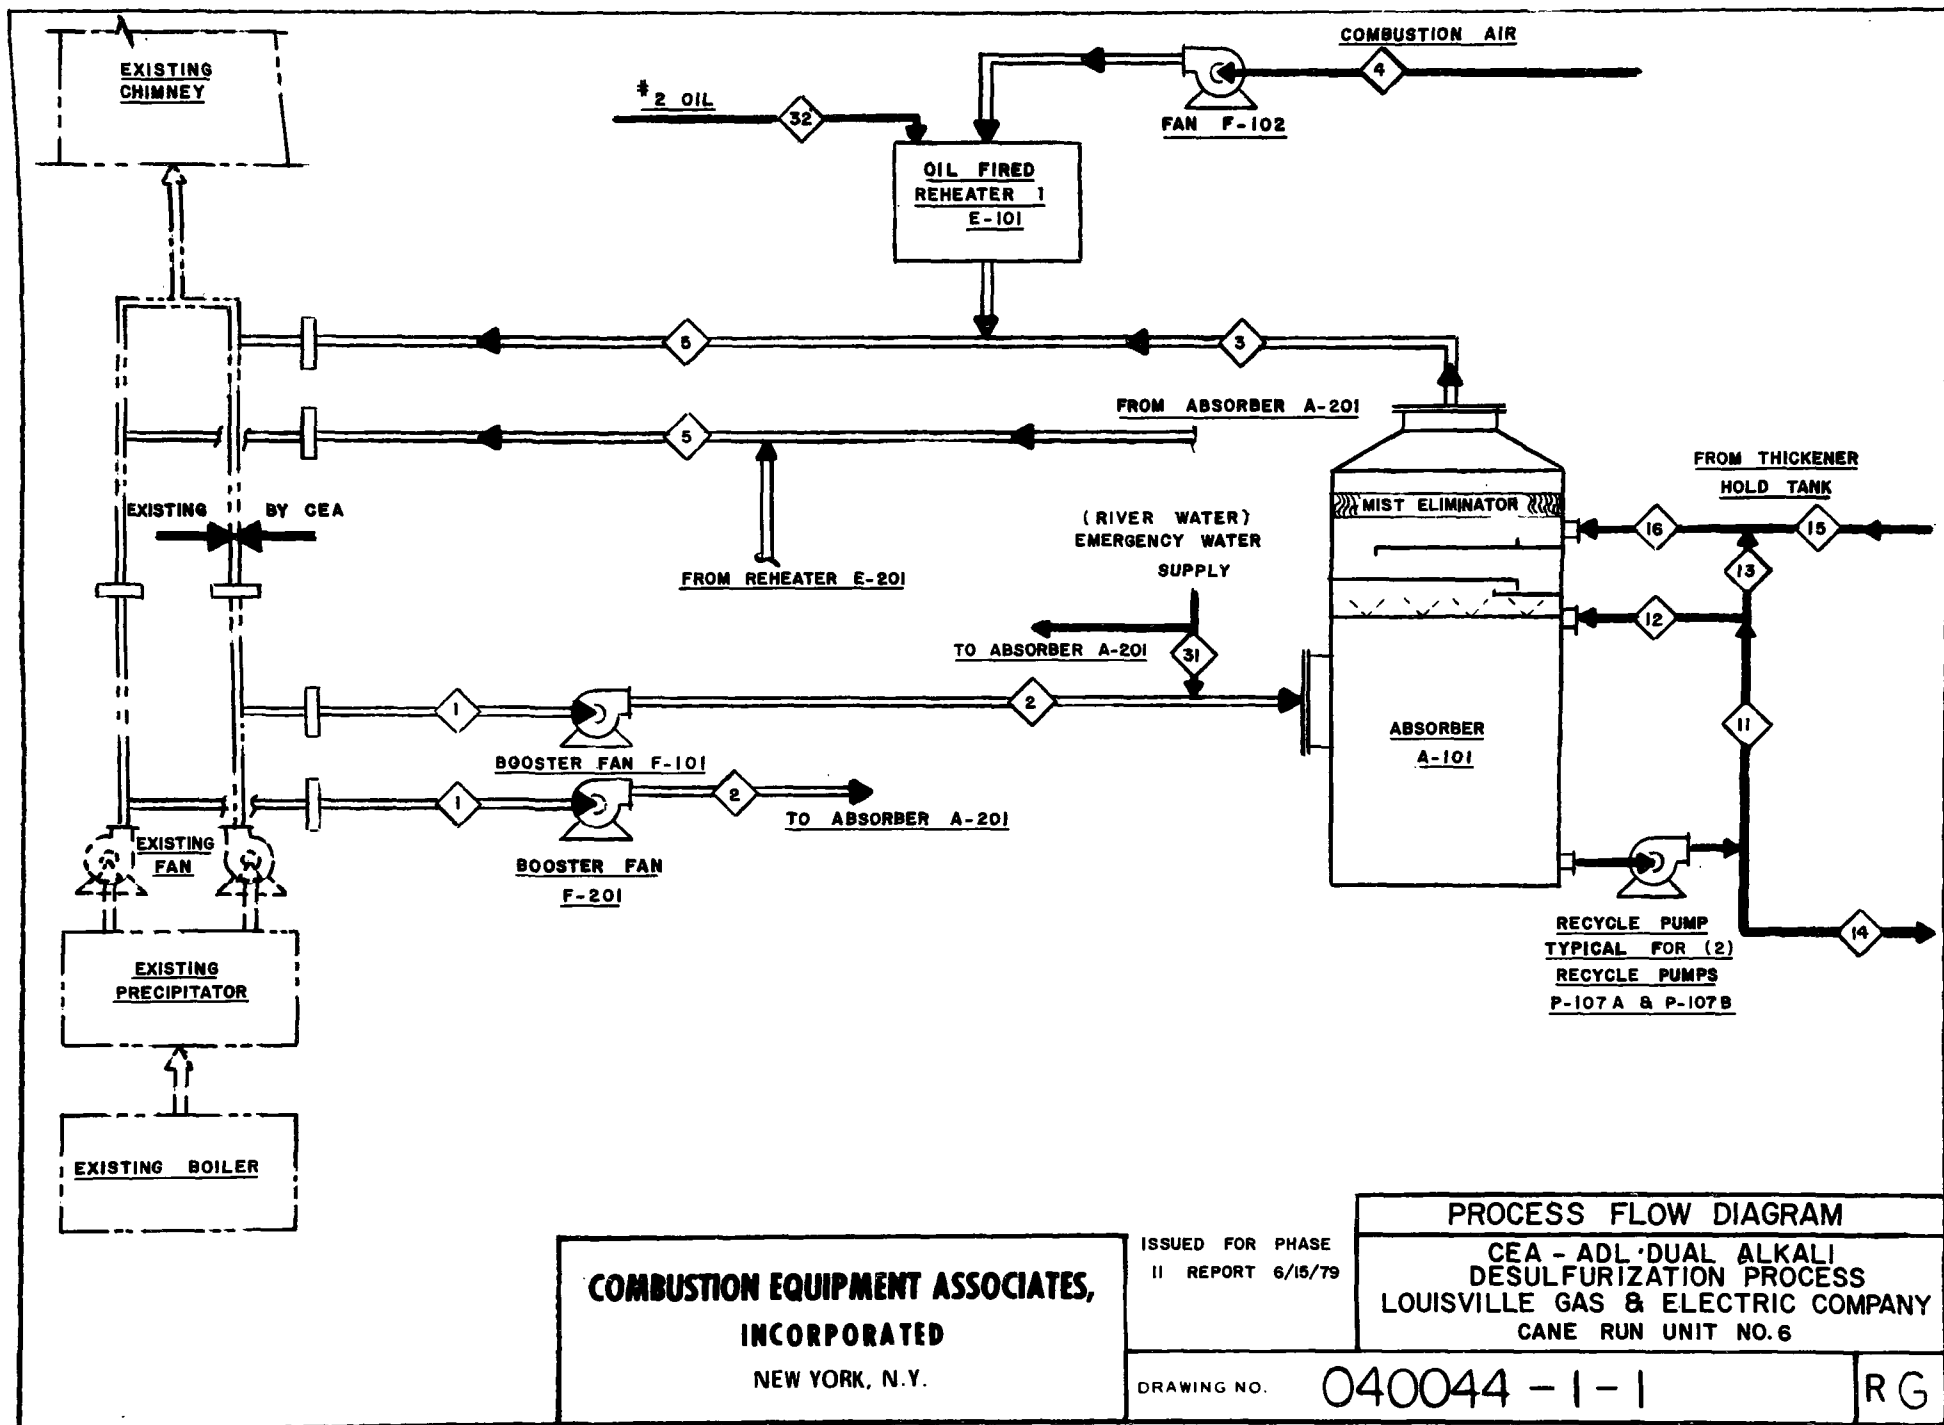 COMBUSTION AIR
4
EXISTING
CHIMNEY
#2 OIL
32
FAN F-102
OIL FIRED
REHEATER 1
E-101
5
3
FROM ABSORBER A-201
5
FROM THICKENER
HOLD TANK
MIST ELIMINATOR
16
15
EXISTING
BY CEA
(RIVER WATER)
EMERGENCY WATER
SUPPLY
FROM REHEATER E-201
13
12
TO ABSORBER A-201
31
1
2
11
ABSORBER
A-101
BOOSTER FAN F-101
1
2
TO ABSORBER A-201
EXISTING
FAN
BOOSTER FAN
F-201
RECYCLE PUMP
TYPICAL FOR (2)
RECYCLE PUMPS
P-107A & P-107B
14
EXISTING
PRECIPITATOR
EXISTING BOILER
COMBUSTION EQUIPMENT ASSOCIATES,
INCORPORATED
NEW YORK, N.Y.
ISSUED FOR PHASE
II REPORT 6/15/79
PROCESS FLOW DIAGRAM
CEA - ADL DUAL ALKALI
DESULFURIZATION PROCESS
LOUISVILLE GAS & ELECTRIC COMPANY
CANE RUN UNIT NO. 6
DRAWING NO. 040044-1-1
RG